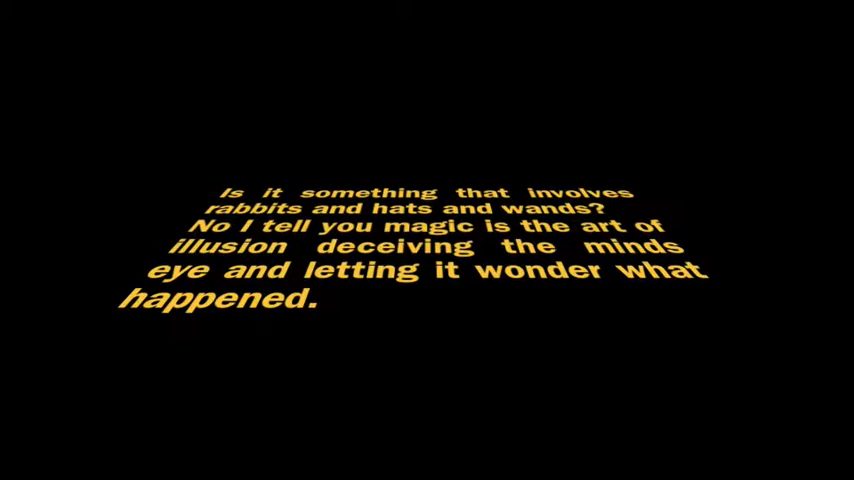 Is it something that involves
rabbits and hats and wands?
No I tell you magic is the art of
illusion deceiving the minds
eye and letting it wonder what
happened.